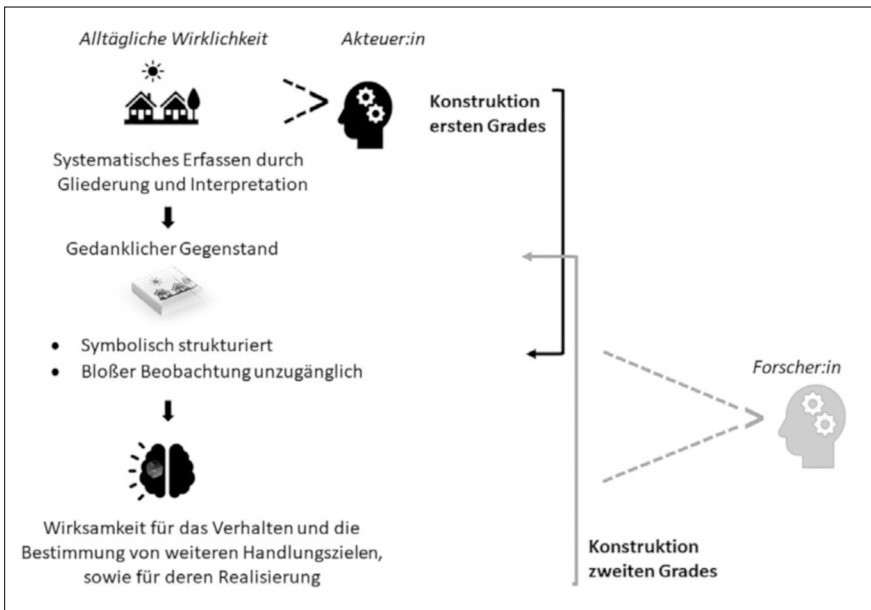 Alltägliche Wirklichkeit
Akteuer:in
Konstruktion
ersten Grades
Systematisches Erfassen durch
Gliederung und Interpretation
Gedanklicher Gegenstand
• Symbolisch strukturiert
• Bloßer Beobachtung unzugänglich
Forscher:in
Wirksamkeit für das Verhalten und die
Bestimmung von weiteren Handlungszielen,
sowie für deren Realisierung
Konstruktion
zweiten Grades